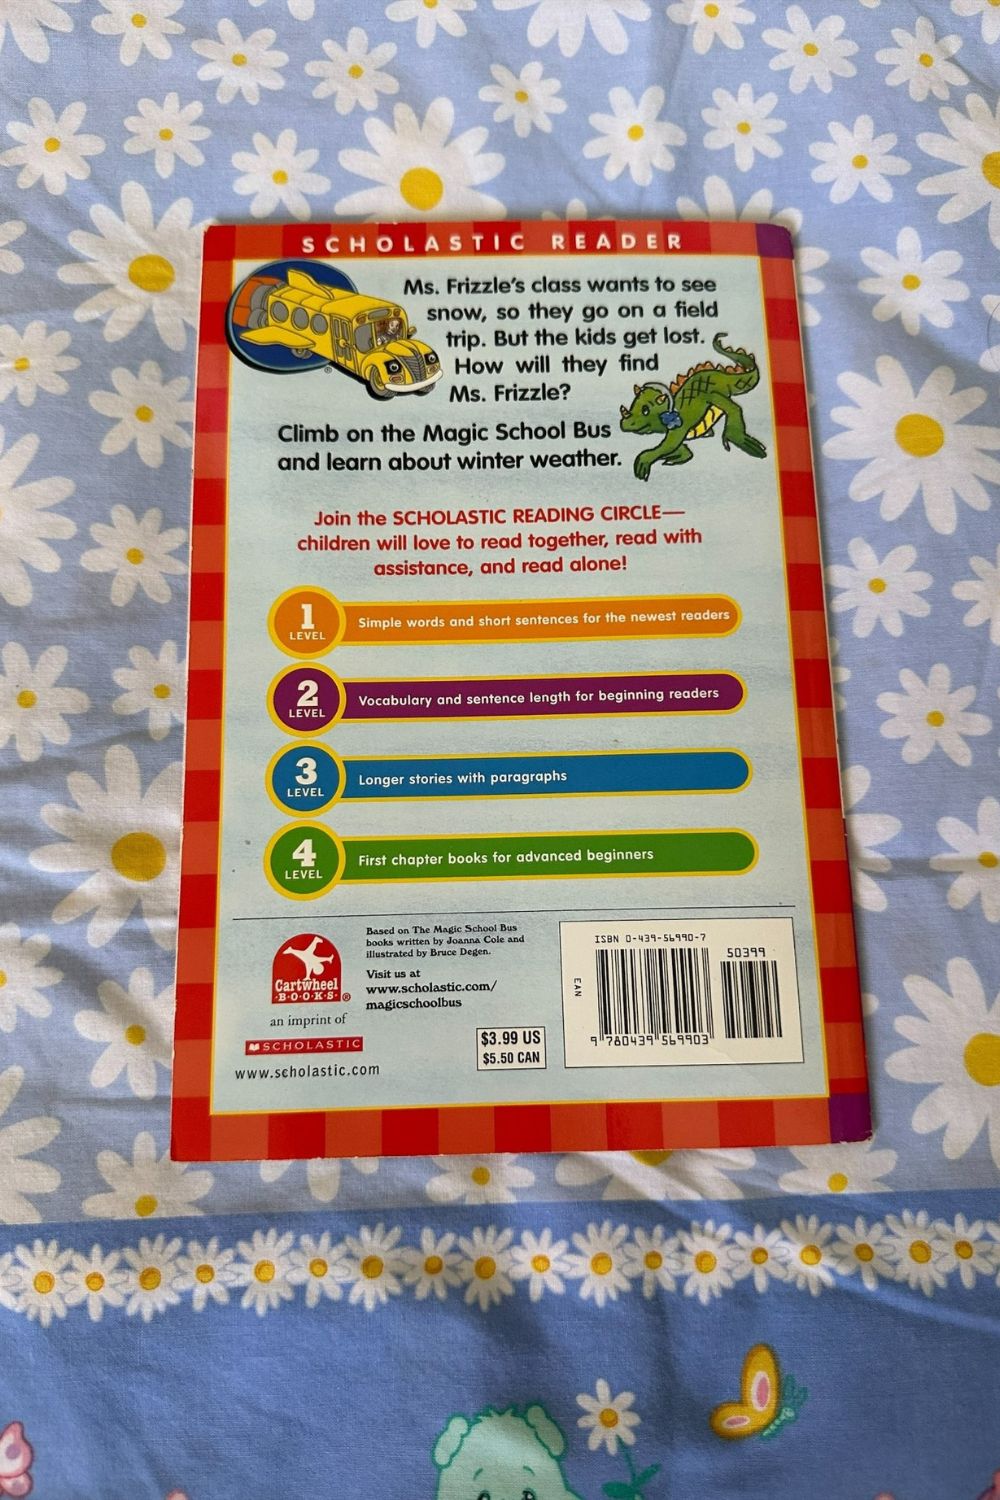 SCHOLASTIC READER
Ms. Frizzle's class wants to see
snow, so they go on a field
trip. But the kids get lost.
How will they find
Ms. Frizzle?
Climb on the Magic School Bus
and learn about winter weather.
Join the SCHOLASTIC READING CIRCLE—
children will love to read together, read with
assistance, and read alone!
1
LEVEL
Simple words and short sentences for the newest readers
2
LEVEL
Vocabulary and sentence length for beginning readers
3
LEVEL
Longer stories with paragraphs
4
LEVEL
First chapter books for advanced beginners
Cartwheel
·B·O·O·K·S·®
an imprint of
SCHOLASTIC
www.scholastic.com
Based on The Magic School Bus
books written by Joanna Cole and
illustrated by Bruce Degen.
Visit us at
www.scholastic.com/
magicschoolbus
$3.99 US
$5.50 CAN
ISBN 0-439-56990-7
50399
EAN
9 780439 569903